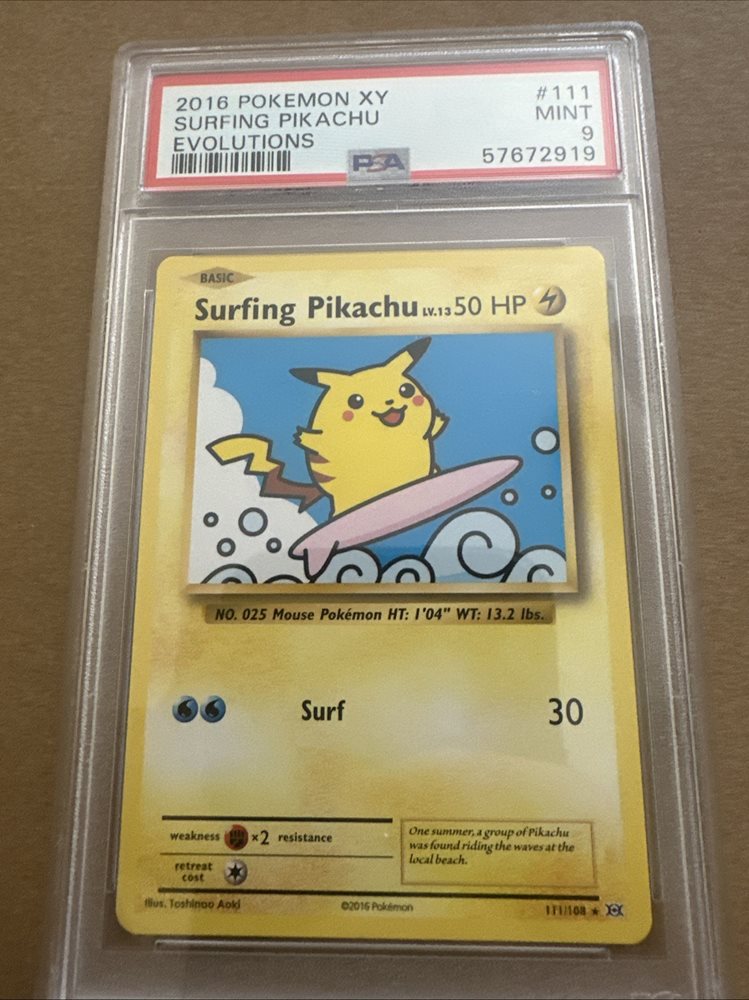 2016 POKEMON XY #111
SURFING PIKACHU MINT
EVOLUTIONS 9
PSA 57672919
BASIC
Surfing Pikachu LV.13 50 HP
NO. 025 Mouse Pokémon HT: 1'04" WT: 13.2 lbs.
Surf 30
weakness ×2 resistance
retreat
cost
One summer, a group of Pikachu
was found riding the waves at the
local beach.
Illus. Toshinao Aoki ©2016 Pokémon 111/108 ★